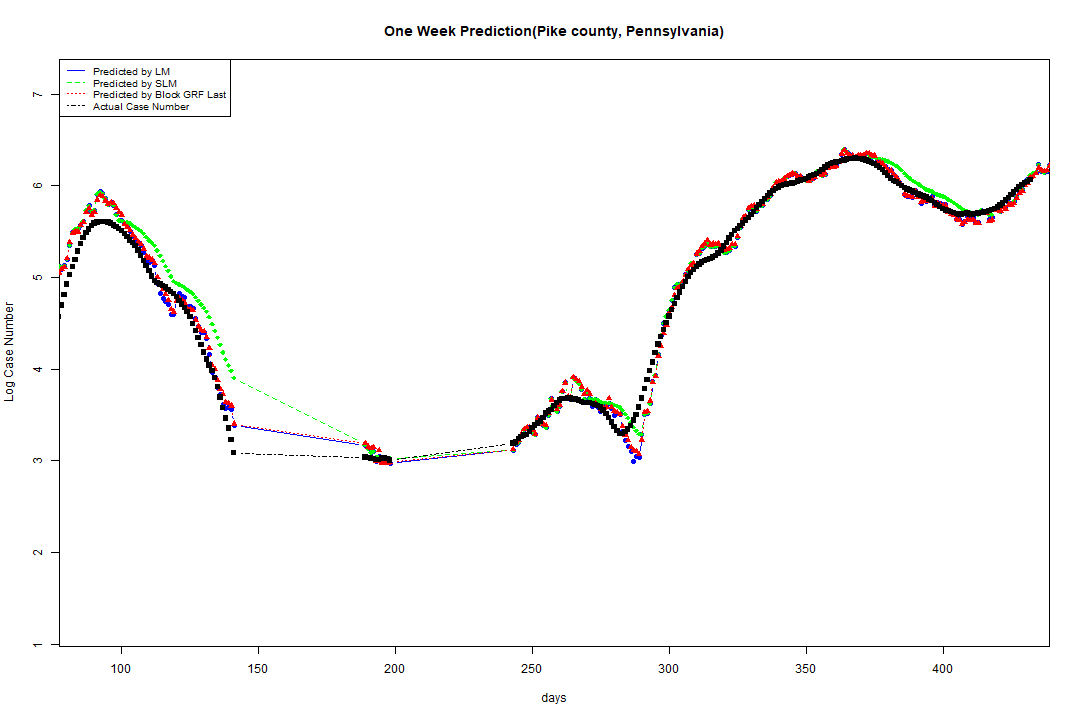 One Week Prediction(Pike county, Pennsylvania)
Predicted by LM
Predicted by SLM
Predicted by Block GRF Last
Actual Case Number
7
6
5
4
3
2
1
Log Case Number
100 150 200 250 300 350 400
days